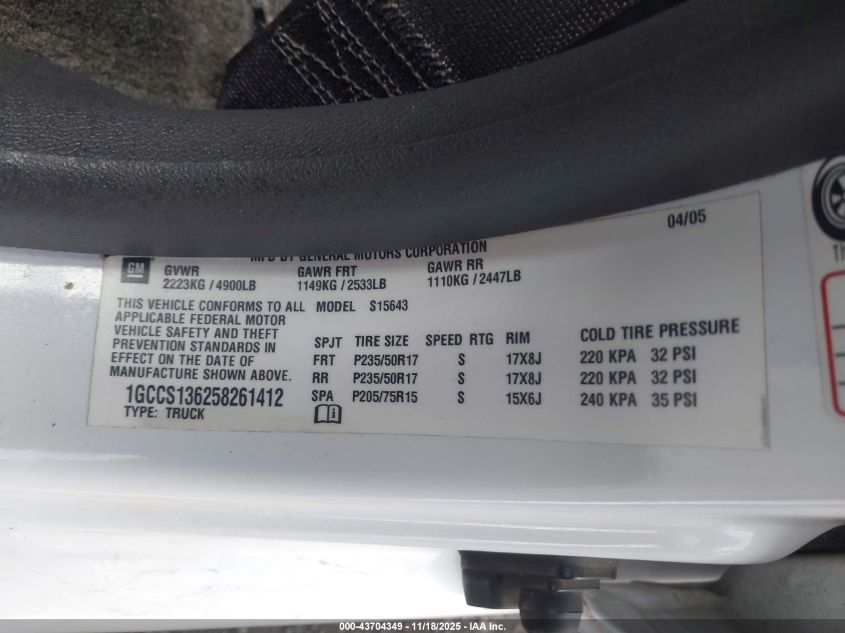 04/05
MFD BY GENERAL MOTORS CORPORATION
GM
GVWR GAWR FRT GAWR RR
2223KG / 4900LB 1149KG / 2533LB 1110KG / 2447LB
THIS VEHICLE CONFORMS TO ALL MODEL S15643
APPLICABLE FEDERAL MOTOR
VEHICLE SAFETY AND THEFT
PREVENTION STANDARDS IN
EFFECT ON THE DATE OF
MANUFACTURE SHOWN ABOVE.
SPJT TIRE SIZE SPEED RTG RIM COLD TIRE PRESSURE
FRT P235/50R17 S 17X8J 220 KPA 32 PSI
RR P235/50R17 S 17X8J 220 KPA 32 PSI
SPA P205/75R15 S 15X6J 240 KPA 35 PSI
1GCCS136258261412
TYPE: TRUCK
000-43704349 - 11/18/2025 - IAA Inc.